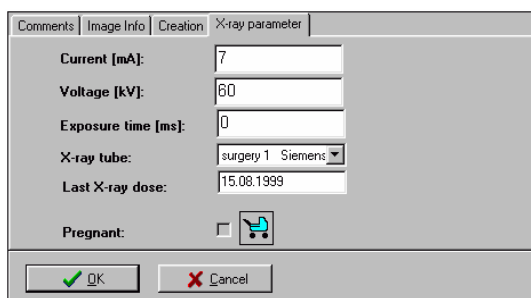 Comments Image Info Creation X-ray parameter
Current [mA]: 7
Voltage [kV]: 60
Exposure time [ms]: 0
X-ray tube: surgery 1 Siemens
Last X-ray dose: 15.08.1999
Pregnant:
OK Cancel